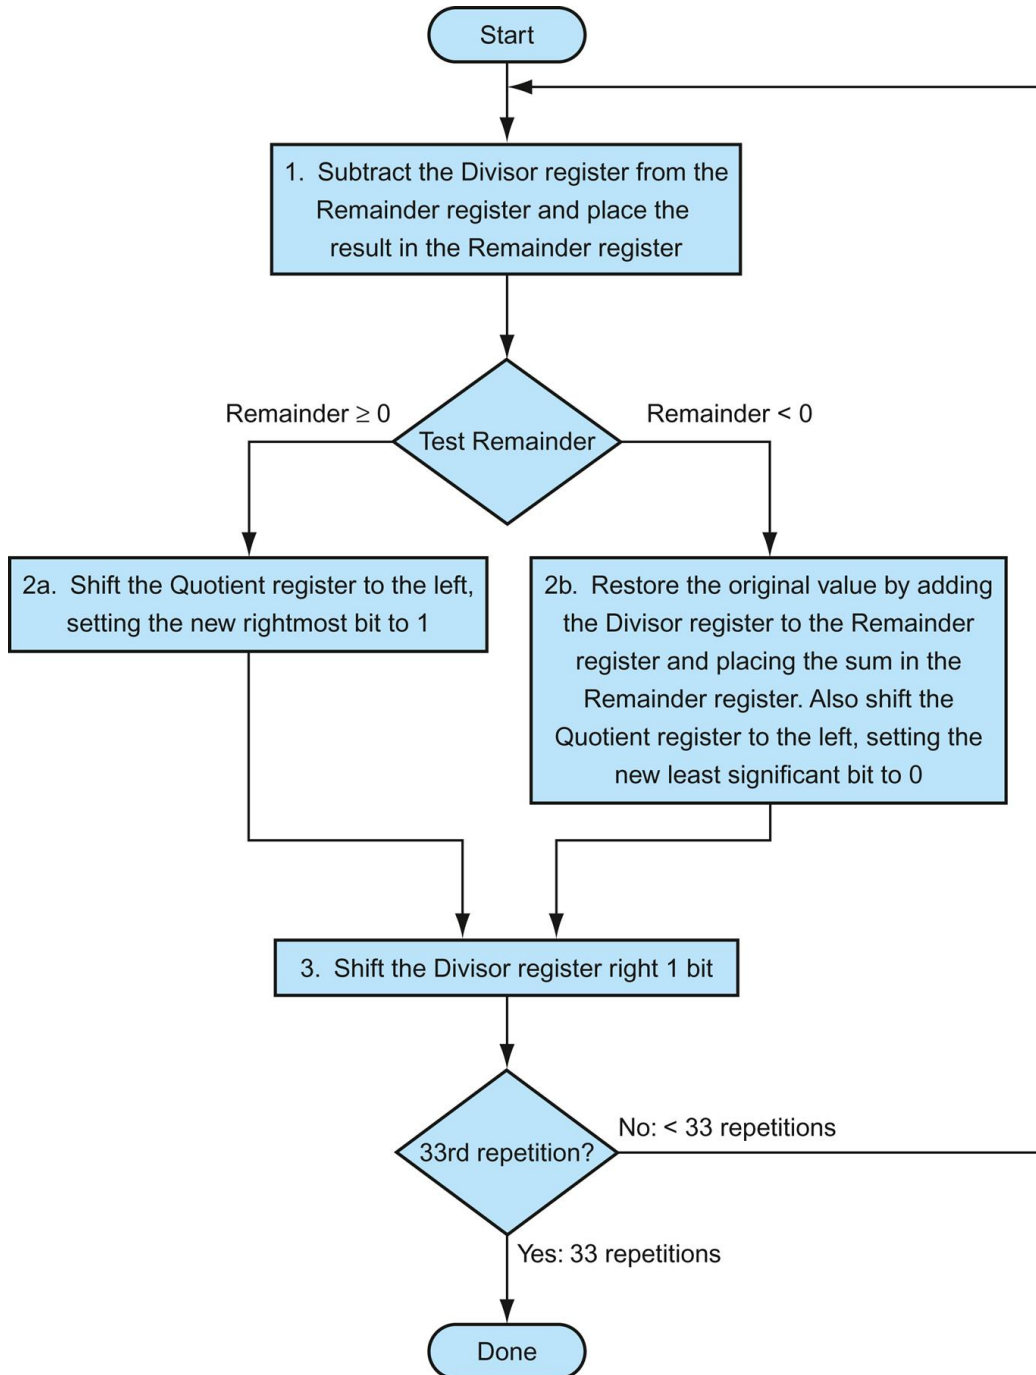 Start
1. Subtract the Divisor register from the
Remainder register and place the
result in the Remainder register
Remainder ≥ 0
Remainder < 0
Test Remainder
2a. Shift the Quotient register to the left,
setting the new rightmost bit to 1
2b. Restore the original value by adding
the Divisor register to the Remainder
register and placing the sum in the
Remainder register. Also shift the
Quotient register to the left, setting the
new least significant bit to 0
3. Shift the Divisor register right 1 bit
33rd repetition?
No: < 33 repetitions
Yes: 33 repetitions
Done